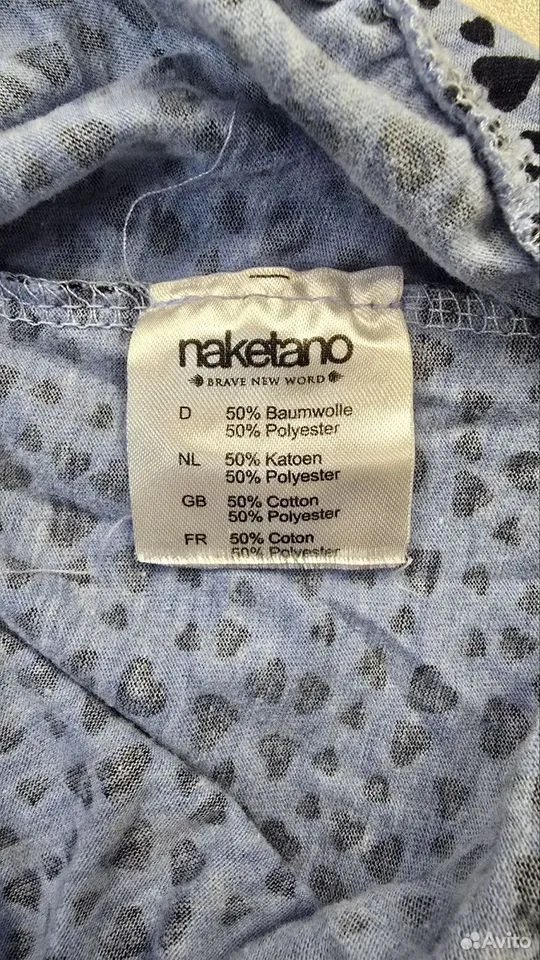 naketano
BRAVE NEW WORD
D 50% Baumwolle
50% Polyester
NL 50% Katoen
50% Polyester
GB 50% Cotton
50% Polyester
FR 50% Coton
50% Polyester
Avito